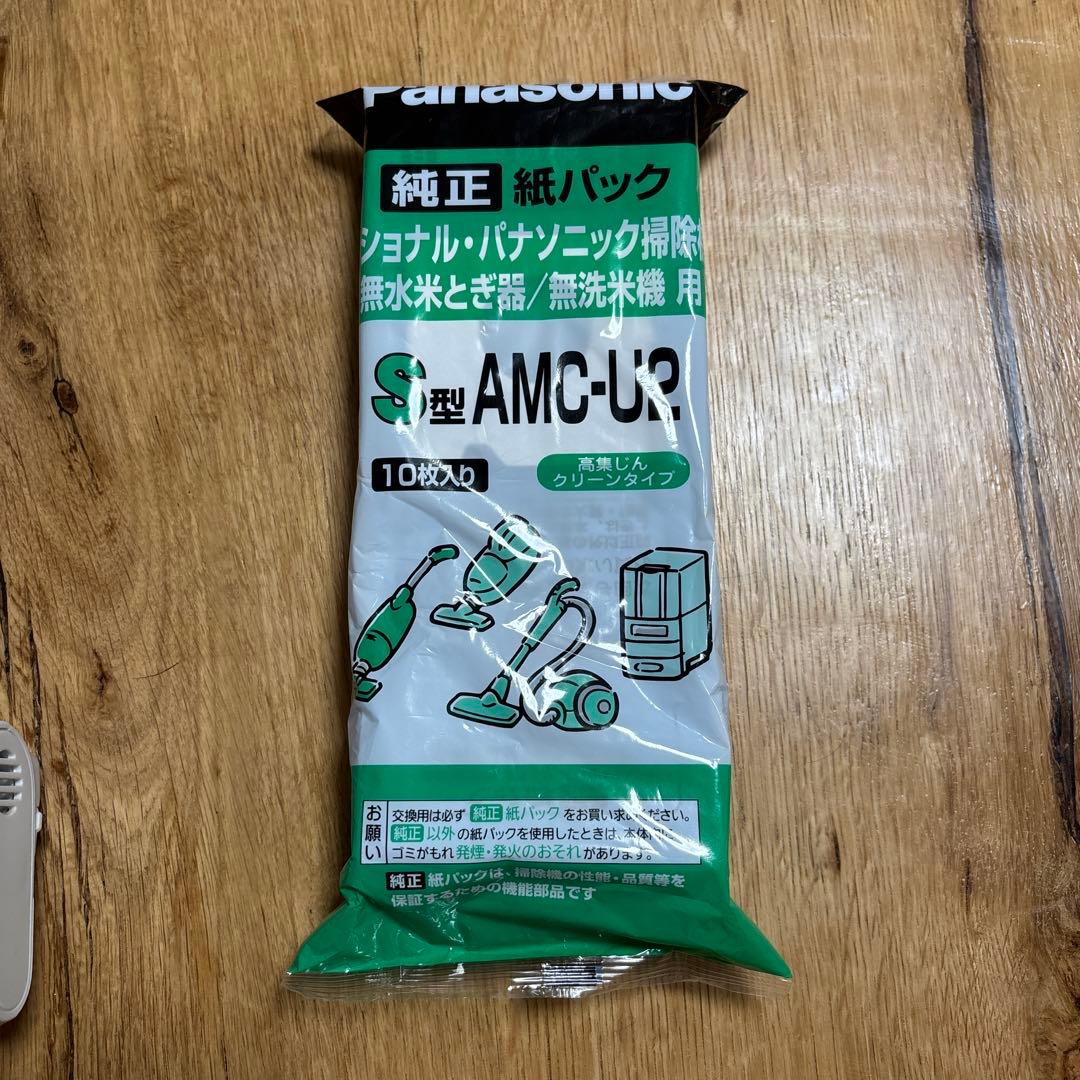 Panasonic
純正 紙パック
ショナル・パナソニック掃除
無水米とぎ器/無洗米機 用
S型 AMC-U2
10枚入り
高集じん
クリーンタイプ
お願い
交換用は必ず 純正 紙パック をお買い求めください。
純正 以外の紙パックを使用したときは、本体内に
ゴミがもれ発煙・発火のおそれがあります。
純正 紙パックは、掃除機の性能・品質等を
保証するための機能部品です